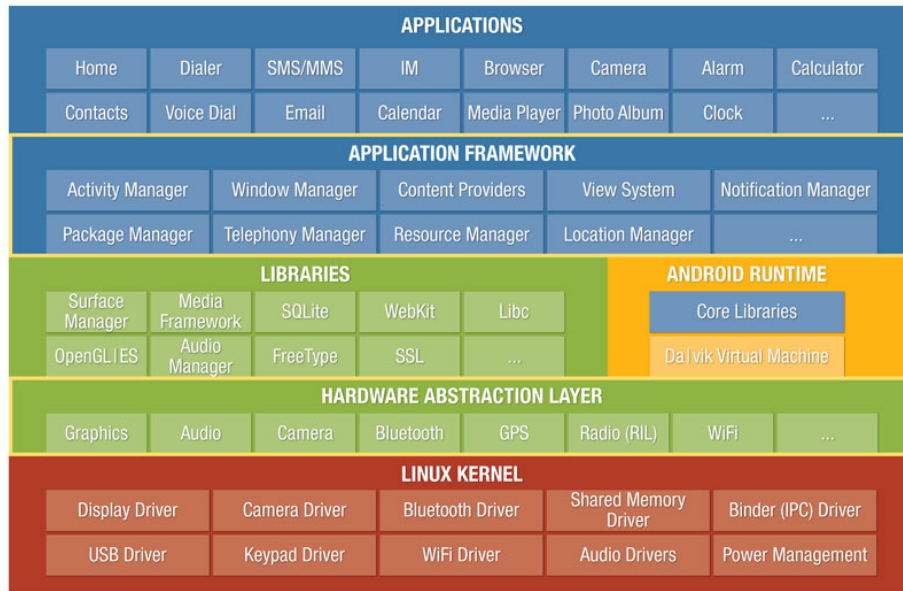 APPLICATIONS
Home Dialer SMS/MMS IM Browser Camera Alarm Calculator
Contacts Voice Dial Email Calendar Media Player Photo Album Clock ...
APPLICATION FRAMEWORK
Activity Manager Window Manager Content Providers View System Notification Manager
Package Manager Telephony Manager Resource Manager Location Manager ...
LIBRARIES
Surface Manager Media Framework SQLite WebKit Libc
OpenGL|ES Audio Manager FreeType SSL ...
ANDROID RUNTIME
Core Libraries
Da|vik Virtual Machine
HARDWARE ABSTRACTION LAYER
Graphics Audio Camera Bluetooth GPS Radio (RIL) WiFi ...
LINUX KERNEL
Display Driver Camera Driver Bluetooth Driver Shared Memory Driver Binder (IPC) Driver
USB Driver Keypad Driver WiFi Driver Audio Drivers Power Management